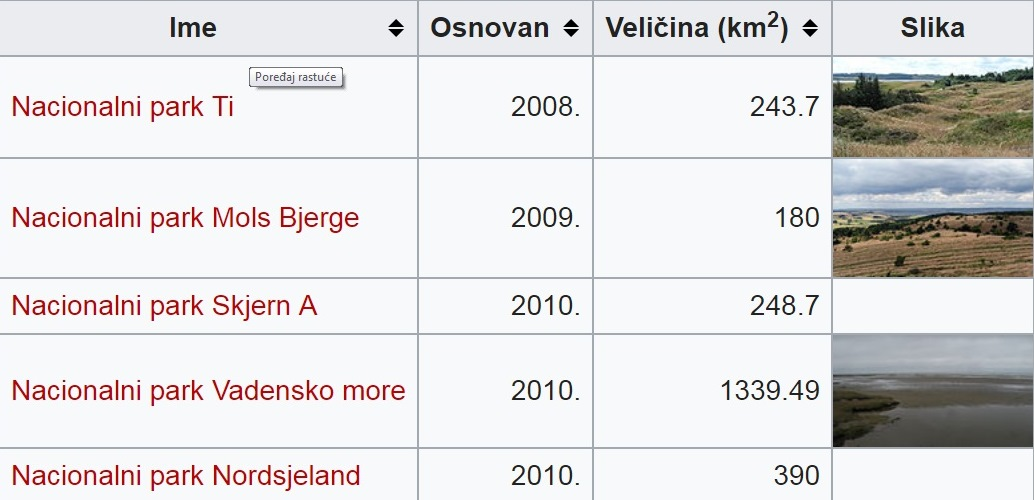 Ime Osnovan Veličina (km²) Slika
Poređaj rastuće
Nacionalni park Ti 2008. 243.7
Nacionalni park Mols Bjerge 2009. 180
Nacionalni park Skjern A 2010. 248.7
Nacionalni park Vadensko more 2010. 1339.49
Nacionalni park Nordsjeland 2010. 390